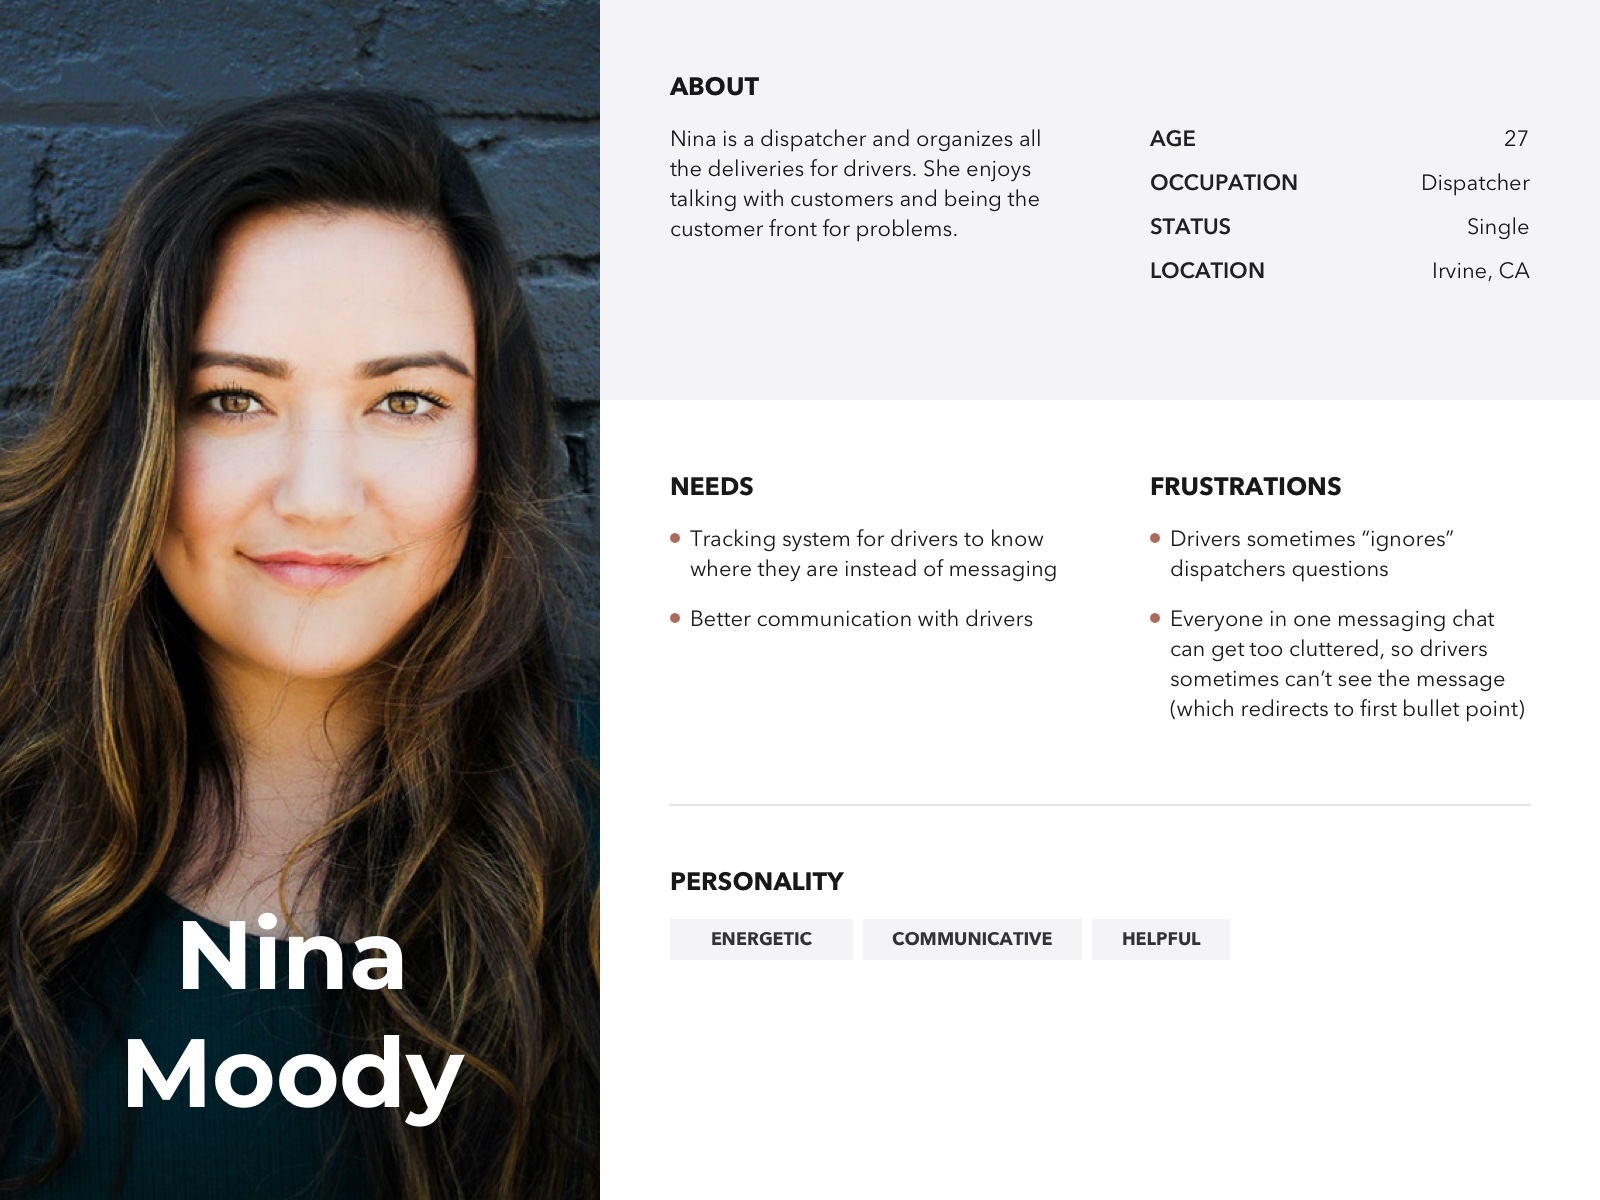 Nina
Moody
ABOUT
Nina is a dispatcher and organizes all
the deliveries for drivers. She enjoys
talking with customers and being the
customer front for problems.
AGE 27
OCCUPATION Dispatcher
STATUS Single
LOCATION Irvine, CA
NEEDS
Tracking system for drivers to know
where they are instead of messaging
Better communication with drivers
FRUSTRATIONS
Drivers sometimes “ignores”
dispatchers questions
Everyone in one messaging chat
can get too cluttered, so drivers
sometimes can’t see the message
(which redirects to first bullet point)
PERSONALITY
ENERGETIC COMMUNICATIVE HELPFUL